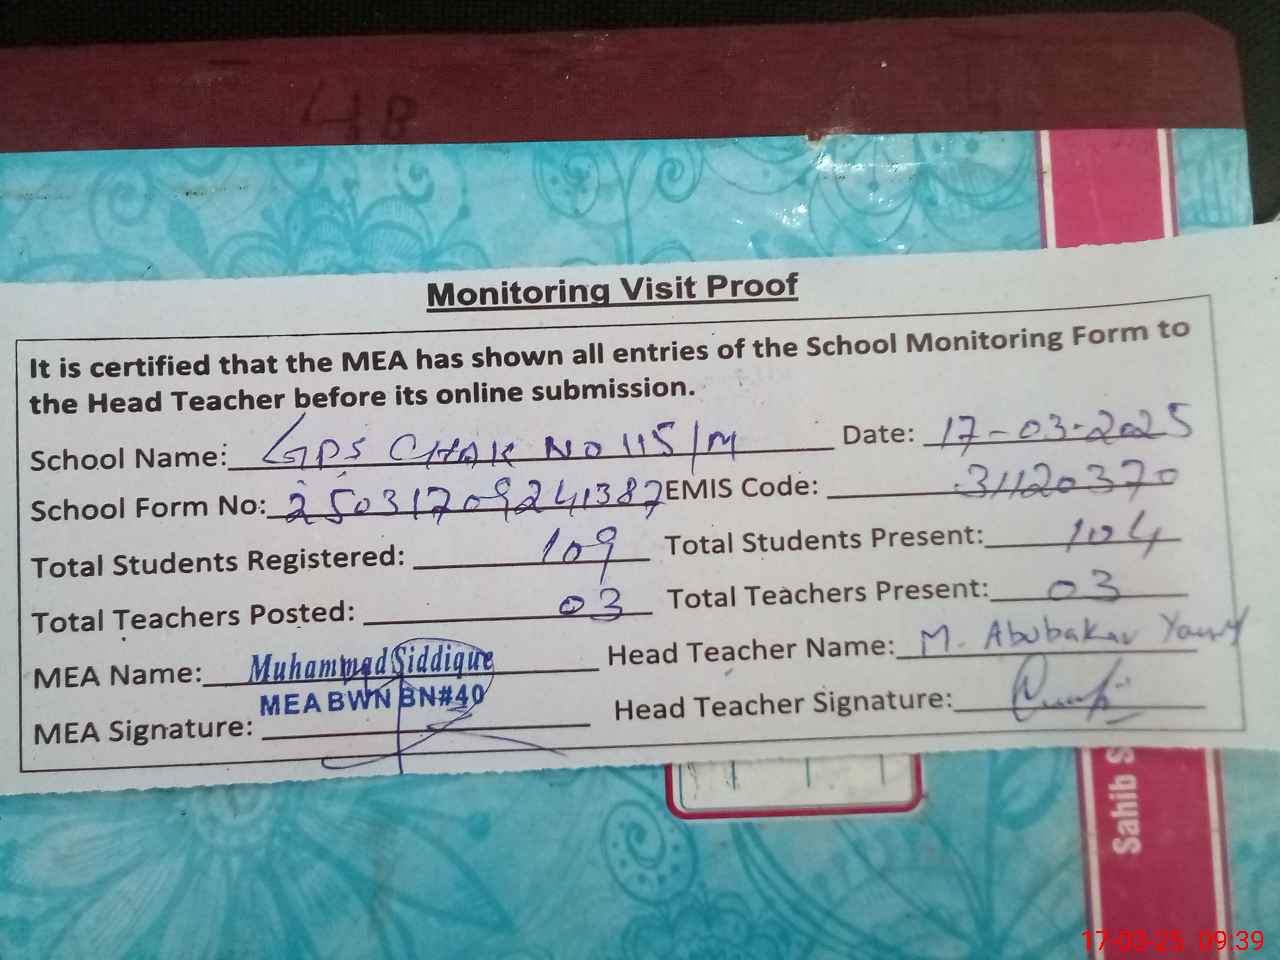 4B
Monitoring Visit Proof
It is certified that the MEA has shown all entries of the School Monitoring Form to
the Head Teacher before its online submission.
School Name: GPS CHAK NO 115/M Date: 17-03-2025
School Form No: 25031709241387 EMIS Code: 31120370
Total Students Registered: 109 Total Students Present: 104
Total Teachers Posted: 03 Total Teachers Present: 03
MEA Name: Muhammad Siddique Head Teacher Name: M. Abubakar
MEA BWN BN#40
MEA Signature: Head Teacher Signature:
Sahib
17-03-25 09:39